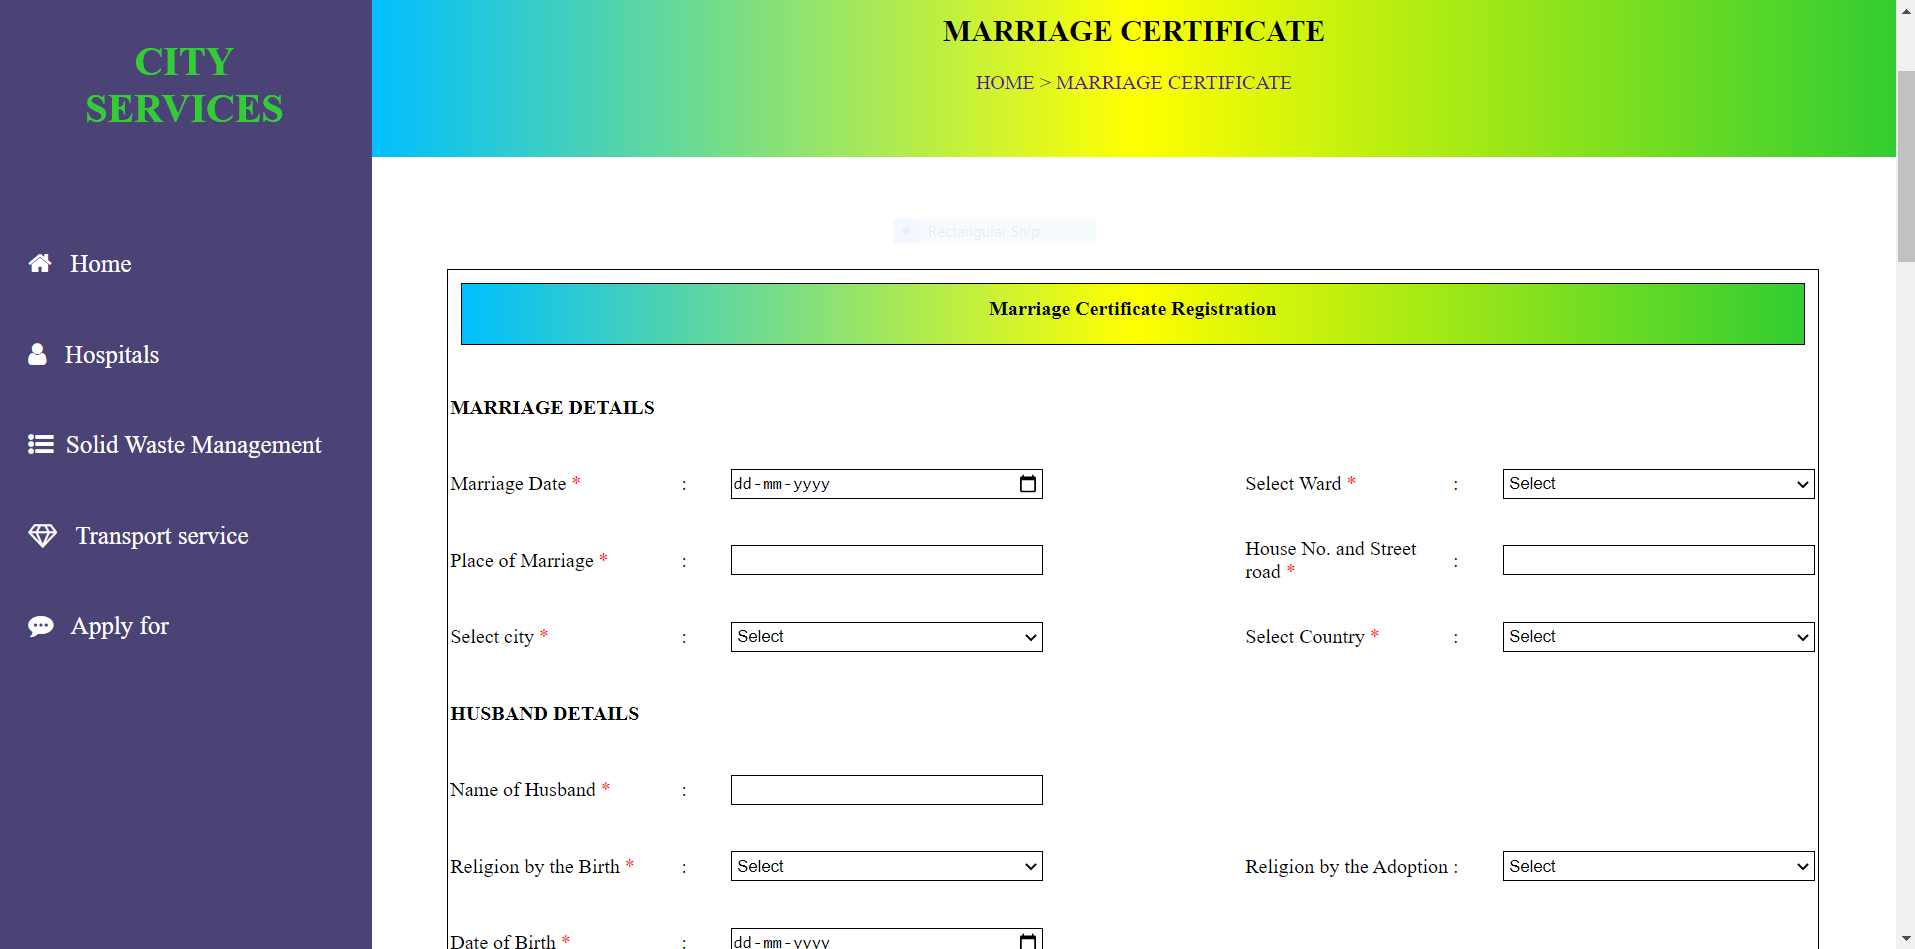 CITY
SERVICES
Home
Hospitals
Solid Waste Management
Transport service
Apply for
MARRIAGE CERTIFICATE
HOME > MARRIAGE CERTIFICATE
Rectangular Snip
Marriage Certificate Registration
MARRIAGE DETAILS
Marriage Date * : dd-mm-yyyy Select Ward * : Select
Place of Marriage * : House No. and Street
road * :
Select city * : Select Select Country * : Select
HUSBAND DETAILS
Name of Husband * :
Religion by the Birth * : Select Religion by the Adoption : Select
Date of Birth * : dd-mm-yyyy